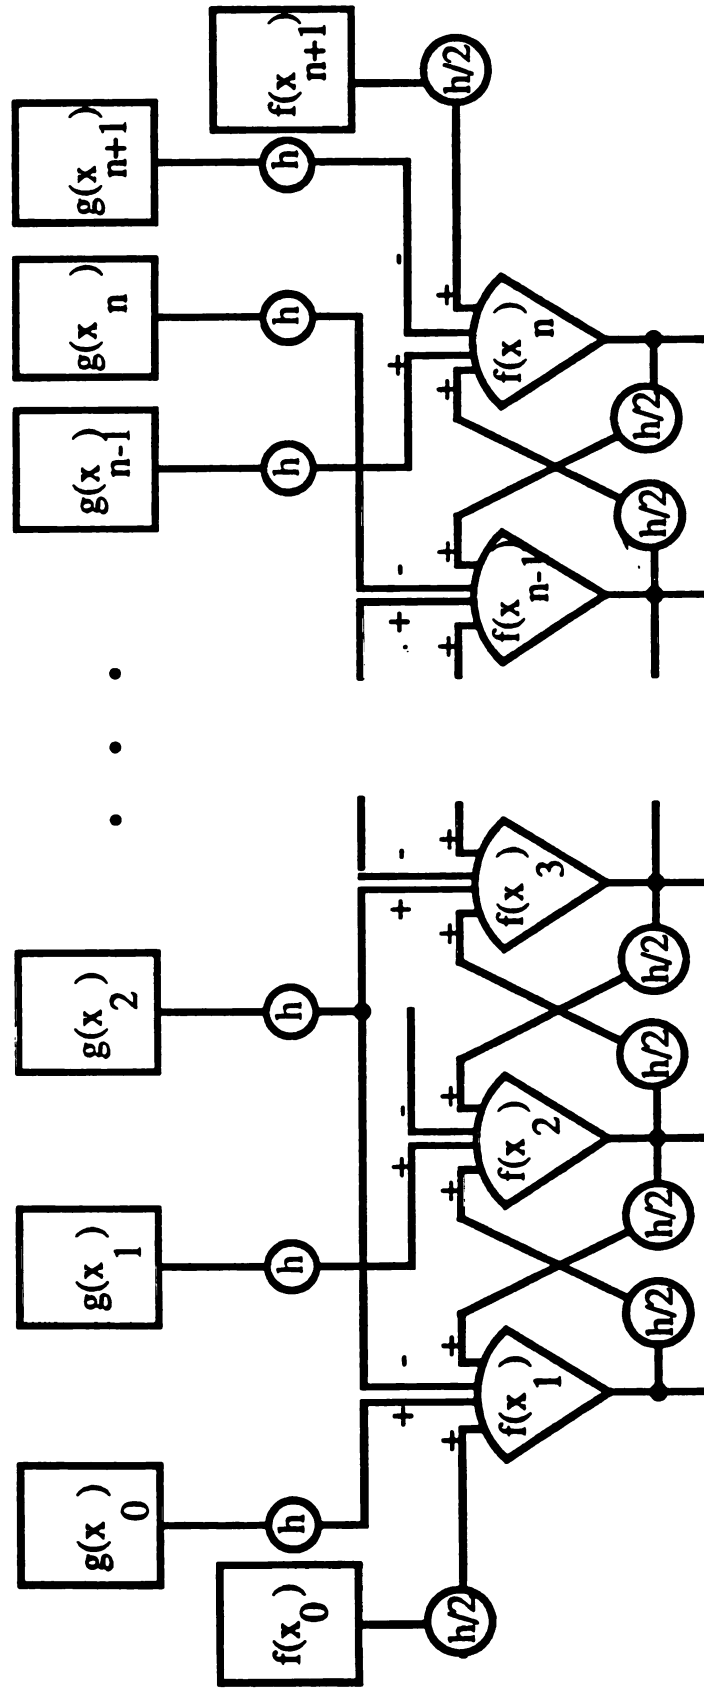 g(x_0)
g(x_1)
g(x_2)
. . .
g(x_{n-1})
g(x_n)
g(x_{n+1})
f(x_0)
f(x_{n+1})
h
h
h
h
h
h
h/2
h/2
+ + - +
+ + - +
+ + - +
+ + - +
+ + - +
f(x_1)
f(x_2)
f(x_3)
f(x_{n-1})
f(x_n)
h/2
h/2
h/2
h/2
h/2
h/2